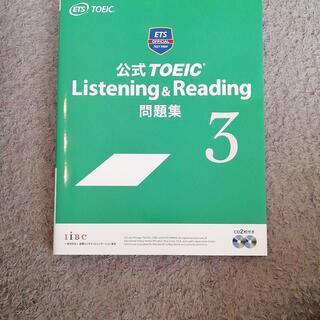 ETS TOEIC®
ETS
OFFICIAL
TEST PREP
公式 TOEIC®
Listening & Reading
問題集
3
IIBC
CD2枚付き